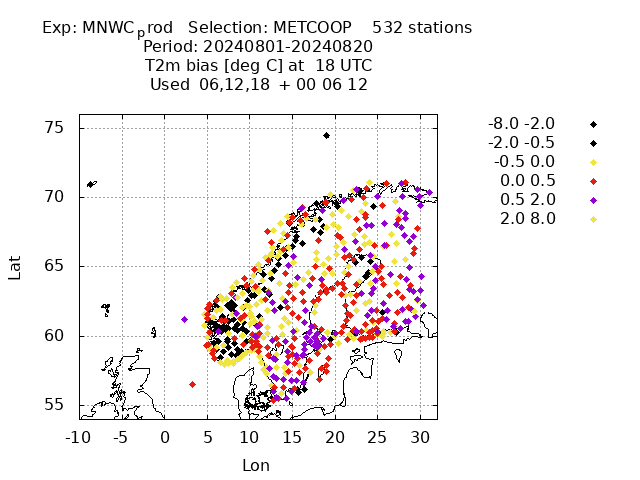 Exp: MNWCprod   Selection: METCOOP    532 stations
Period: 20240801-20240820
T2m bias [deg C] at  18 UTC
Used  06,12,18  + 00 06 12
-8.0 -2.0
-2.0 -0.5
-0.5 0.0
0.0 0.5
0.5 2.0
2.0 8.0
75
70
65
60
55
Lat
-10 -5 0 5 10 15 20 25 30
Lon